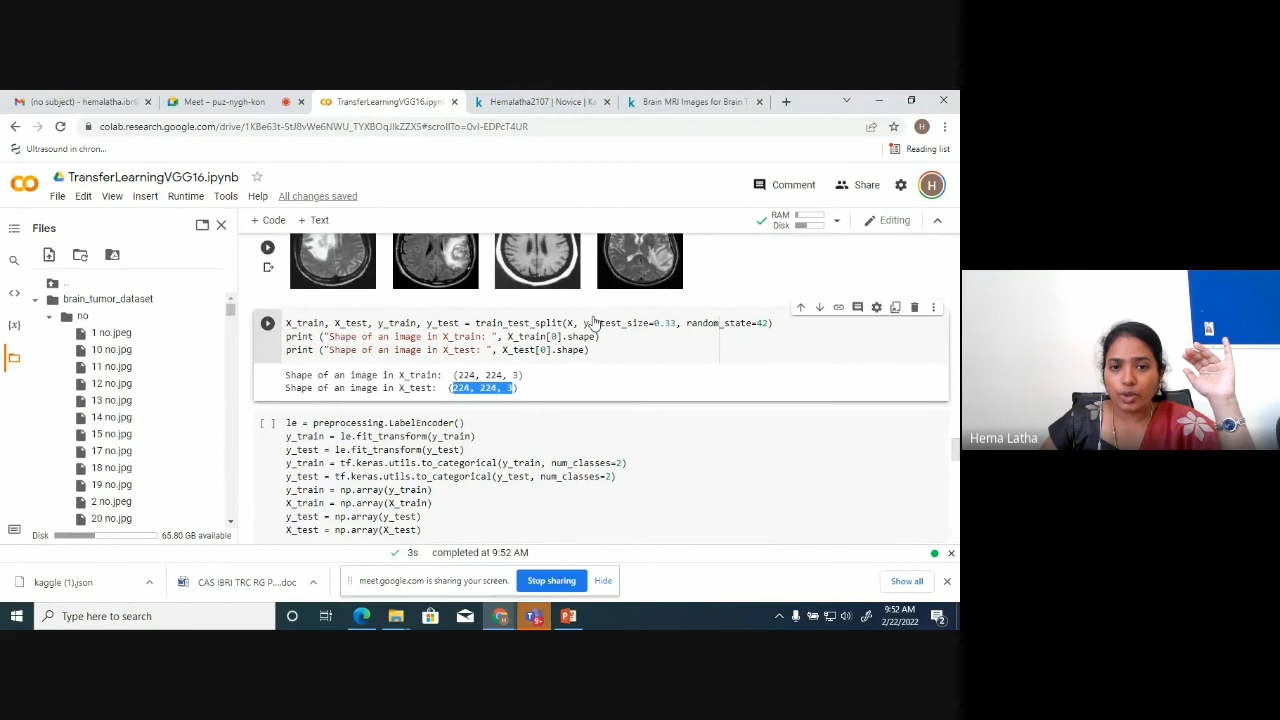 (no subject) - hemalatha.ibr@
Meet – puz-nygh-kon
TransferLearningVGG16.ipynb
Hemalatha2107 | Novice | Ka
Brain MRI Images for Brain T
colab.research.google.com/drive/
Ultrasound in chron...
Reading list
TransferLearningVGG16.ipynb
File Edit View Insert Runtime Tools Help All changes saved
Comment Share H
+ Code + Text
RAM
Disk
Editing
Files
..
brain_tumor_dataset
no
1 no.jpeg
10 no.jpg
11 no.jpg
12 no.jpg
13 no.jpg
14 no.jpg
15 no.jpg
17 no.jpg
18 no.jpg
19 no.jpg
2 no.jpeg
20 no.jpg
Disk 65.80 GB available
X_train, X_test, y_train, y_test = train_test_split(X, test_size=0.33, random_state=42)
print ("Shape of an image in X_train: ", X_train[0].shape)
print ("Shape of an image in X_test: ", X_test[0].shape)
Shape of an image in X_train: (224, 224, 3)
Shape of an image in X_test: (224, 224, 3)
[ ] le = preprocessing.LabelEncoder()
y_train = le.fit_transform(y_train)
y_test = le.fit_transform(y_test)
y_train = tf.keras.utils.to_categorical(y_train, num_classes=2)
y_test = tf.keras.utils.to_categorical(y_test, num_classes=2)
y_train = np.array(y_train)
X_train = np.array(X_train)
y_test = np.array(y_test)
X_test = np.array(X_test)
3s completed at 9:52 AM
kaggle (1).json
CAS IBRI TRC RG P....doc
meet.google.com is sharing your screen. Stop sharing Hide
Show all
Type here to search
9:52 AM
2/22/2022
Hema Latha